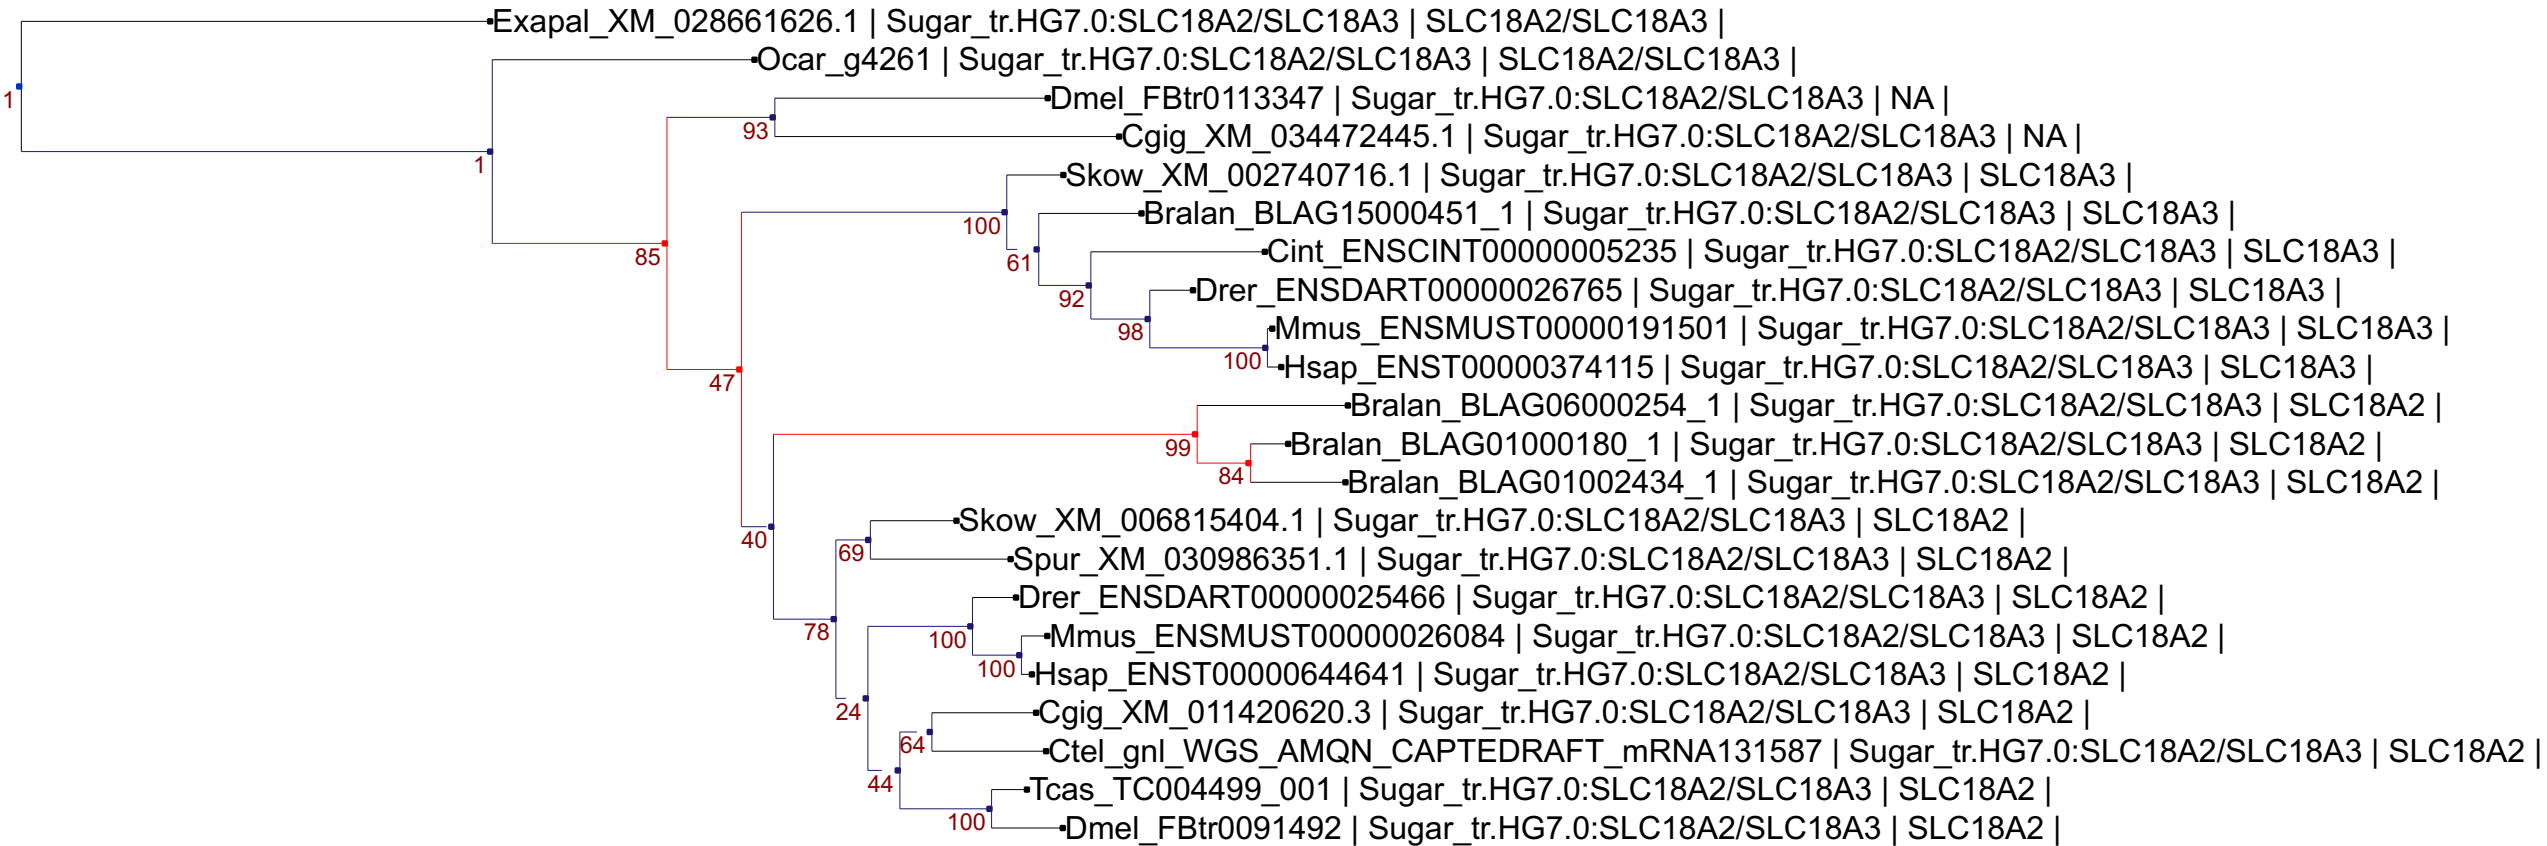 Exapal_XM_028661626.1 | Sugar_tr.HG7.0:SLC18A2/SLC18A3 | SLC18A2/SLC18A3 |
Ocar_g4261 | Sugar_tr.HG7.0:SLC18A2/SLC18A3 | SLC18A2/SLC18A3 |
1
Dmel_FBtr0113347 | Sugar_tr.HG7.0:SLC18A2/SLC18A3 | NA |
93
Cgig_XM_034472445.1 | Sugar_tr.HG7.0:SLC18A2/SLC18A3 | NA |
1
Skow_XM_002740716.1 | Sugar_tr.HG7.0:SLC18A2/SLC18A3 | SLC18A3 |
Bralan_BLAG15000451_1 | Sugar_tr.HG7.0:SLC18A2/SLC18A3 | SLC18A3 |
100
Cint_ENSCINT00000005235 | Sugar_tr.HG7.0:SLC18A2/SLC18A3 | SLC18A3 |
85
61
Drer_ENSDART00000026765 | Sugar_tr.HG7.0:SLC18A2/SLC18A3 | SLC18A3 |
92
Mmus_ENSMUST00000191501 | Sugar_tr.HG7.0:SLC18A2/SLC18A3 | SLC18A3 |
98
100
Hsap_ENST00000374115 | Sugar_tr.HG7.0:SLC18A2/SLC18A3 | SLC18A3 |
47
Bralan_BLAG06000254_1 | Sugar_tr.HG7.0:SLC18A2/SLC18A3 | SLC18A2 |
Bralan_BLAG01000180_1 | Sugar_tr.HG7.0:SLC18A2/SLC18A3 | SLC18A2 |
99
84
Bralan_BLAG01002434_1 | Sugar_tr.HG7.0:SLC18A2/SLC18A3 | SLC18A2 |
Skow_XM_006815404.1 | Sugar_tr.HG7.0:SLC18A2/SLC18A3 | SLC18A2 |
40
69
Spur_XM_030986351.1 | Sugar_tr.HG7.0:SLC18A2/SLC18A3 | SLC18A2 |
Drer_ENSDART00000025466 | Sugar_tr.HG7.0:SLC18A2/SLC18A3 | SLC18A2 |
78
100
Mmus_ENSMUST00000026084 | Sugar_tr.HG7.0:SLC18A2/SLC18A3 | SLC18A2 |
100
Hsap_ENST00000644641 | Sugar_tr.HG7.0:SLC18A2/SLC18A3 | SLC18A2 |
24
Cgig_XM_011420620.3 | Sugar_tr.HG7.0:SLC18A2/SLC18A3 | SLC18A2 |
64
Ctel_gnl_WGS_AMQN_CAPTEDRAFT_mRNA131587 | Sugar_tr.HG7.0:SLC18A2/SLC18A3 | SLC18A2 |
44
Tcas_TC004499_001 | Sugar_tr.HG7.0:SLC18A2/SLC18A3 | SLC18A2 |
100
Dmel_FBtr0091492 | Sugar_tr.HG7.0:SLC18A2/SLC18A3 | SLC18A2 |